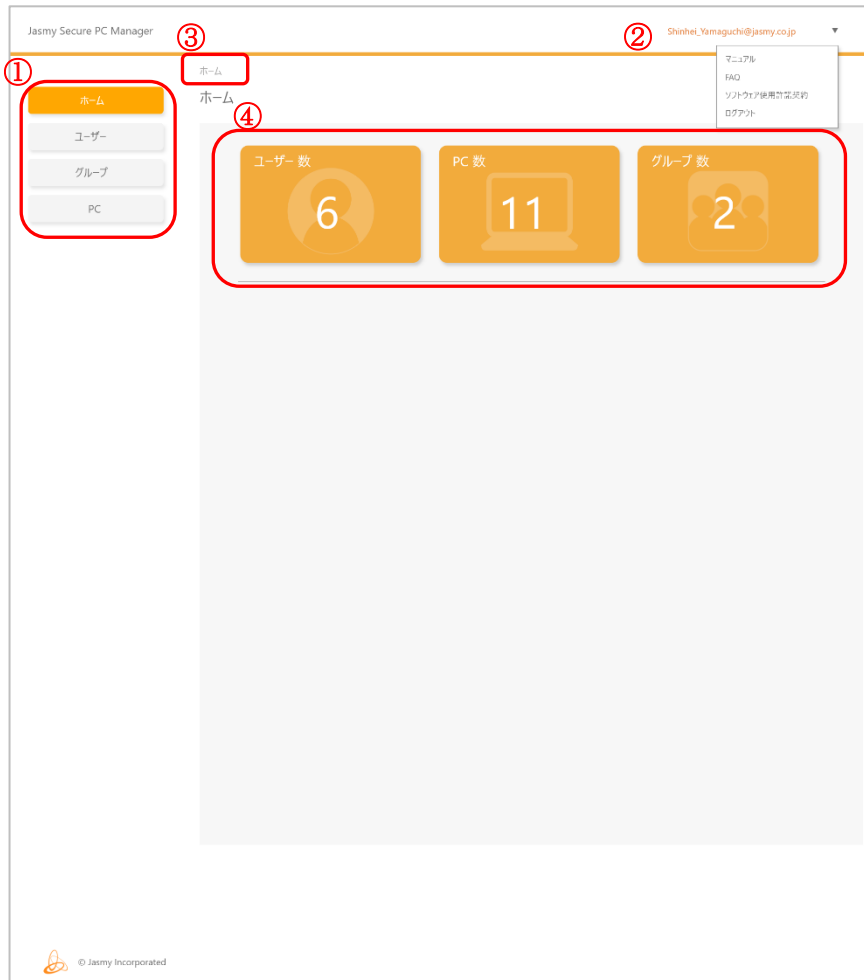 Jasmy Secure PC Manager
③
②
Shinhei_Yamaguchi@jasmy.co.jp
▼
マニュアル
FAQ
ソフトウェア使用許諾契約
ログアウト
①
ホーム
ユーザー
グループ
PC
ホーム
ホーム
④
ユーザー 数
6
PC 数
11
グループ 数
2
© Jasmy Incorporated